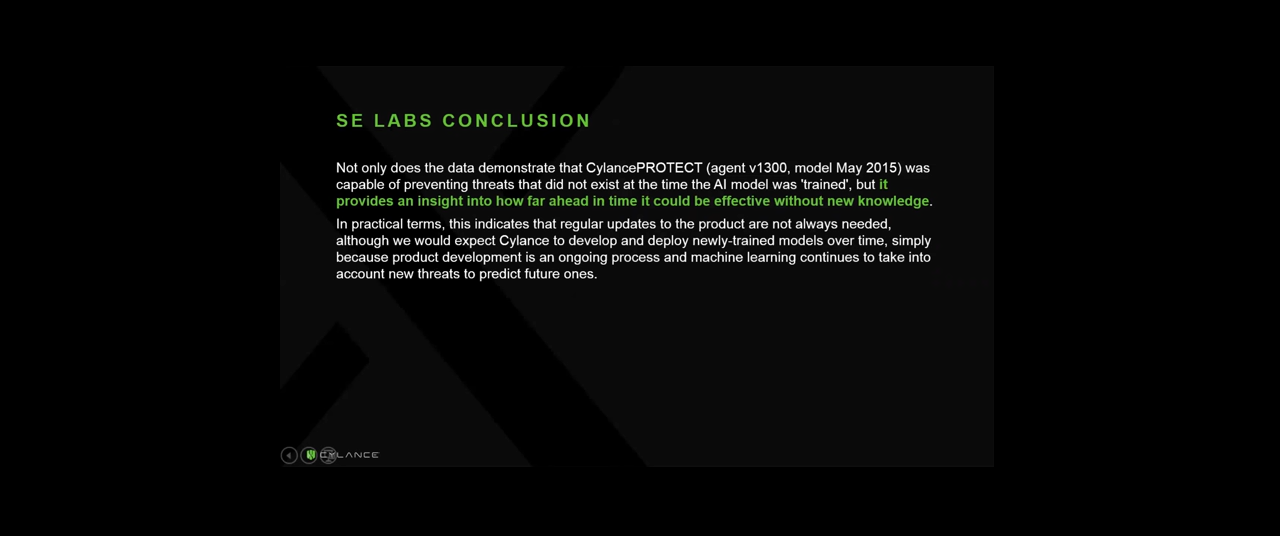 SE LABS CONCLUSION
Not only does the data demonstrate that CylancePROTECT (agent v1300, model May 2015) was
capable of preventing threats that did not exist at the time the AI model was 'trained', but it
provides an insight into how far ahead in time it could be effective without new knowledge.
In practical terms, this indicates that regular updates to the product are not always needed,
although we would expect Cylance to develop and deploy newly-trained models over time, simply
because product development is an ongoing process and machine learning continues to take into
account new threats to predict future ones.
CYLANCE